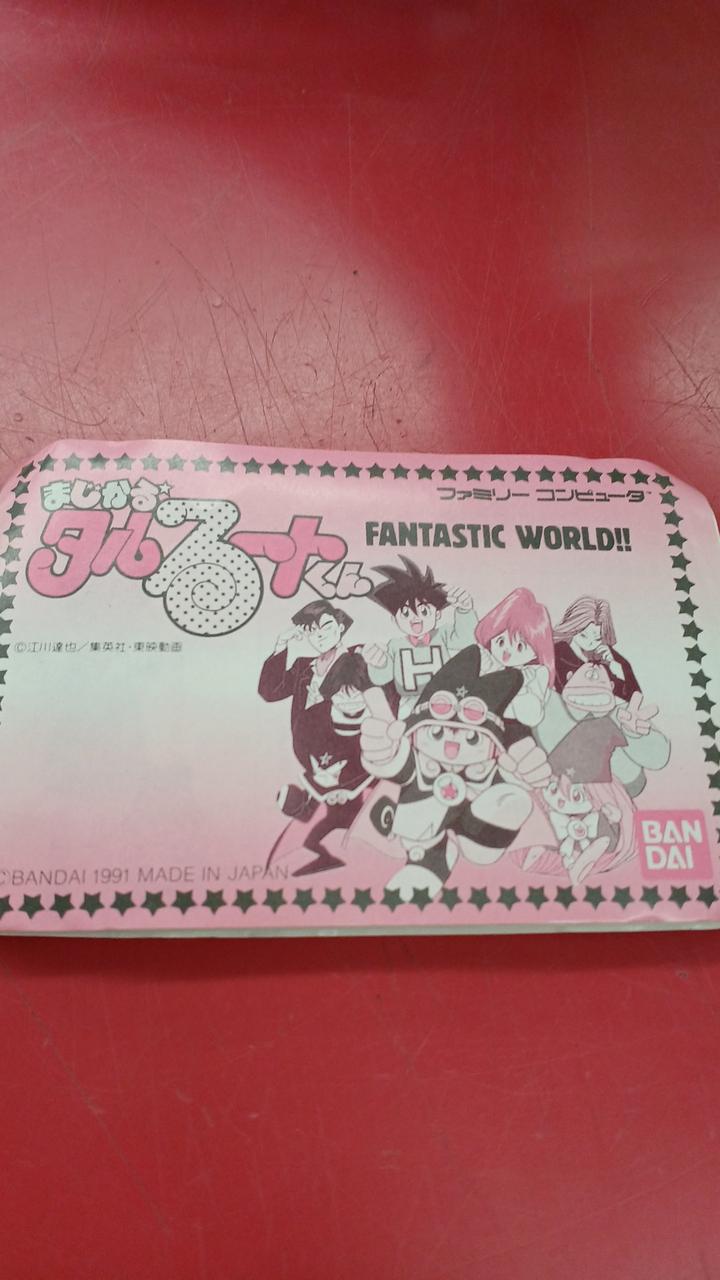 まじかる☆
タルるートくん
ファミリー コンピュータ™
FANTASTIC WORLD!!
©江川達也／集英社・東映動画
H
BAN
DAI
©BANDAI 1991 MADE IN JAPAN